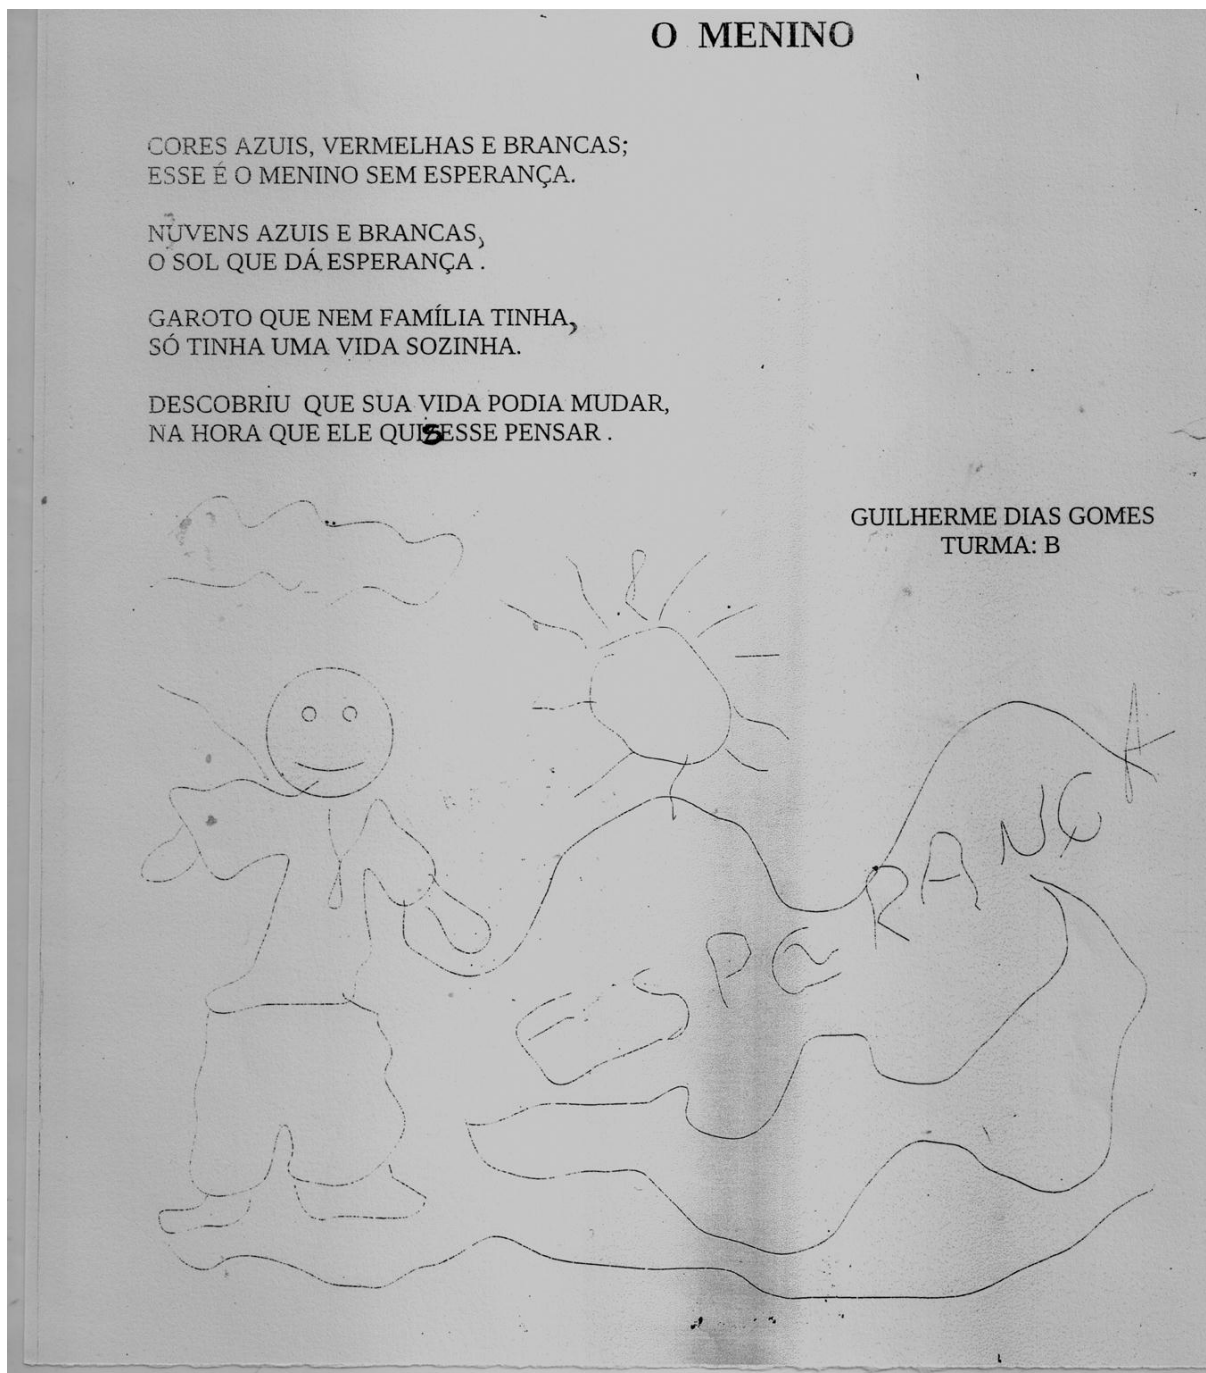 O MENINO
CORES AZUIS, VERMELHAS E BRANCAS;
ESSE É O MENINO SEM ESPERANÇA.
NUVENS AZUIS E BRANCAS,
O SOL QUE DÁ ESPERANÇA .
GAROTO QUE NEM FAMÍLIA TINHA,
SÓ TINHA UMA VIDA SOZINHA.
DESCOBRIU QUE SUA VIDA PODIA MUDAR,
NA HORA QUE ELE QUISESSE PENSAR .
GUILHERME DIAS GOMES
TURMA: B
ESPeRANÇA